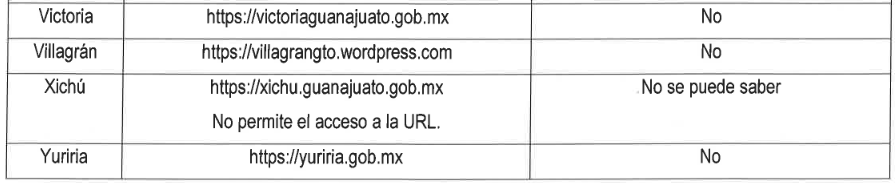 Victoria https://victoriaguanajuato.gob.mx No
Villagrán https://villagrangto.wordpress.com No
Xichú https://xichu.guanajuato.gob.mx No se puede saber
No permite el acceso a la URL.
Yuriria https://yuriria.gob.mx No